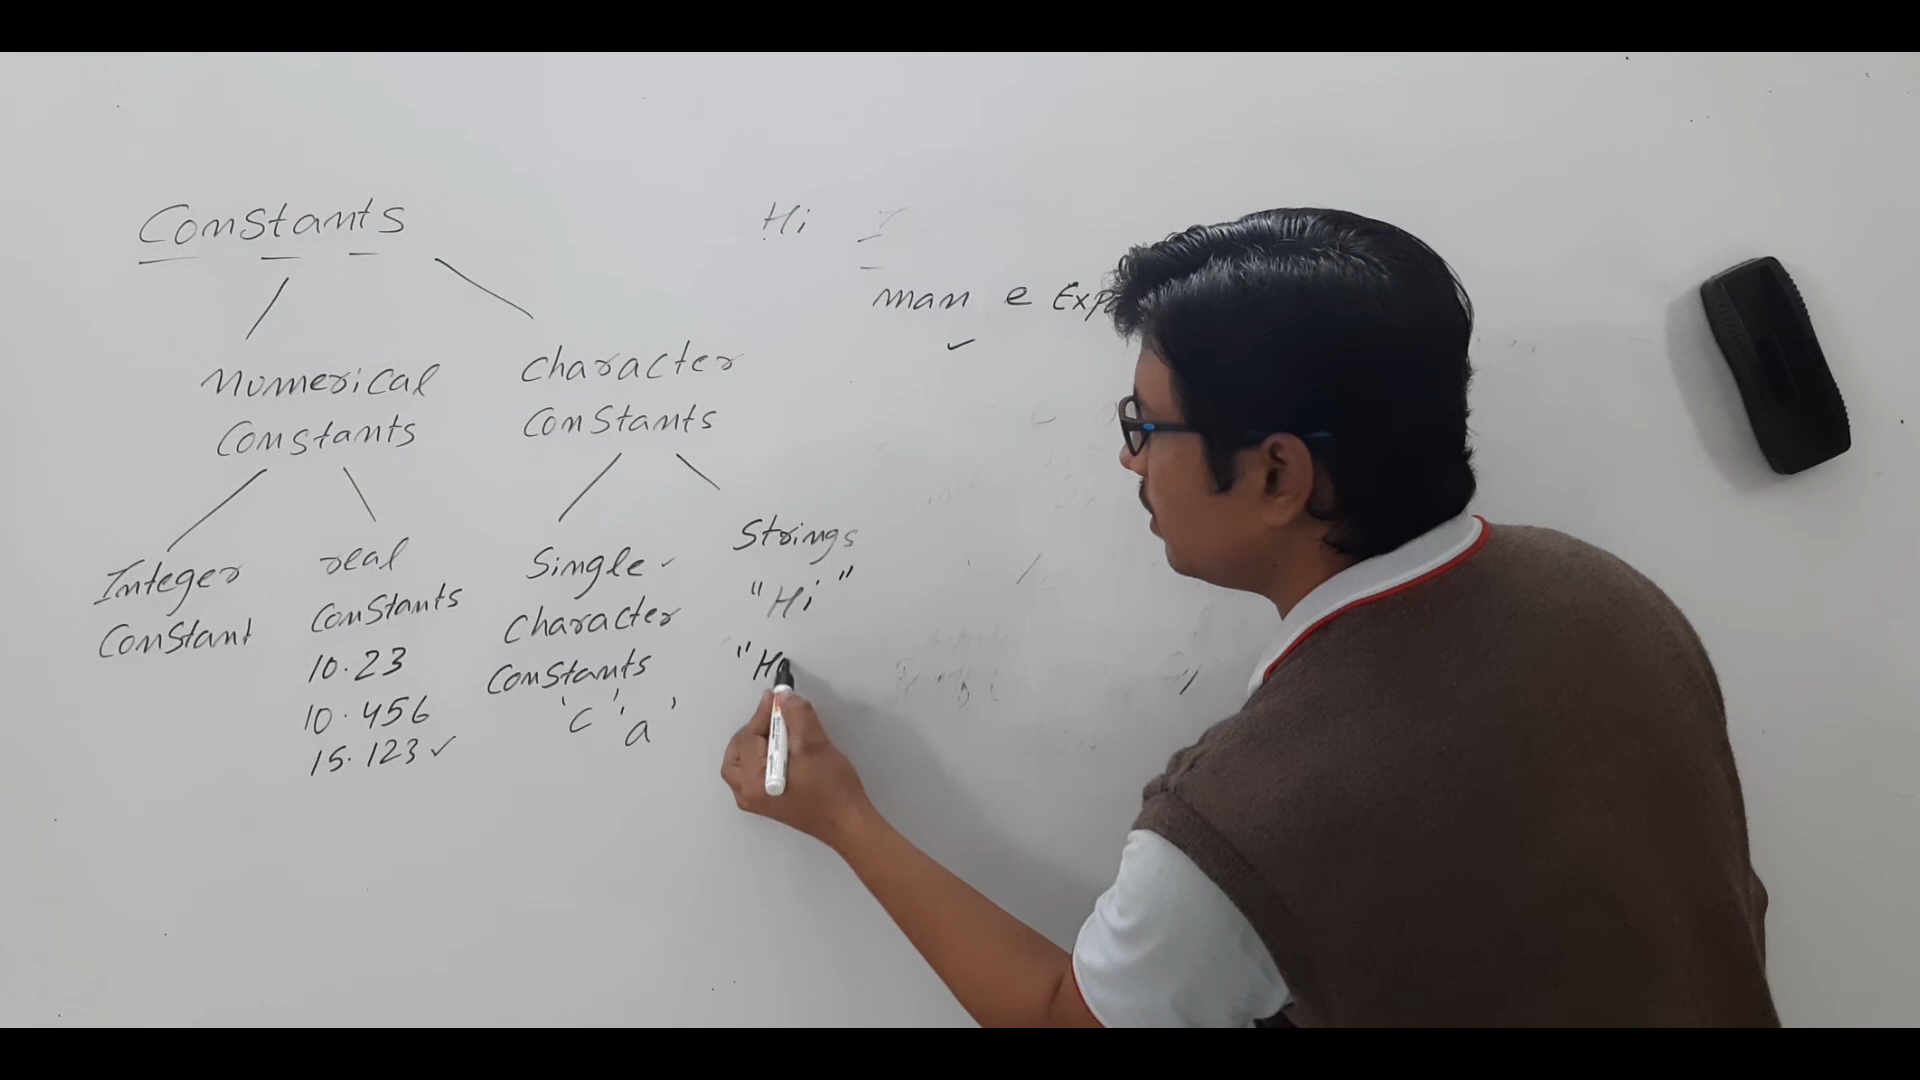 Constants
Hi
man e
Numerical
Constants
Character
Constants
Integer
Constant
real
Constants
10.23
10.456
15.123 ✓
Single
Character
Constants
'c' 'a'
Strings
"Hi"
"H